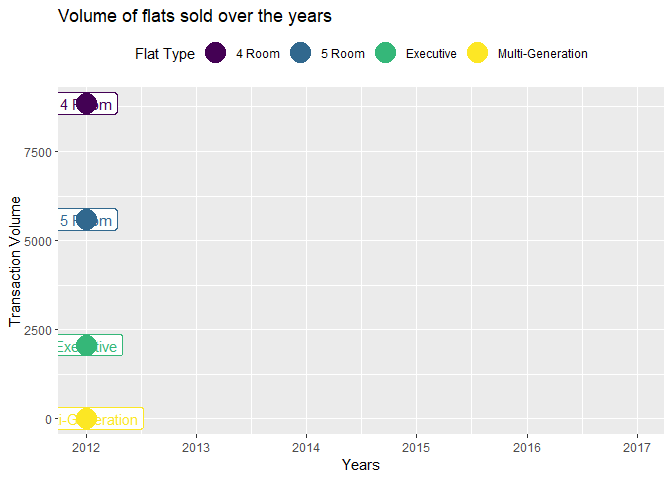 Volume of flats sold over the years
Flat Type 4 Room 5 Room Executive Multi-Generation
Transaction Volume
7500
5000
2500
0
4 Room
5 Room
Executive
2012 2013 2014 2015 2016 2017
Years